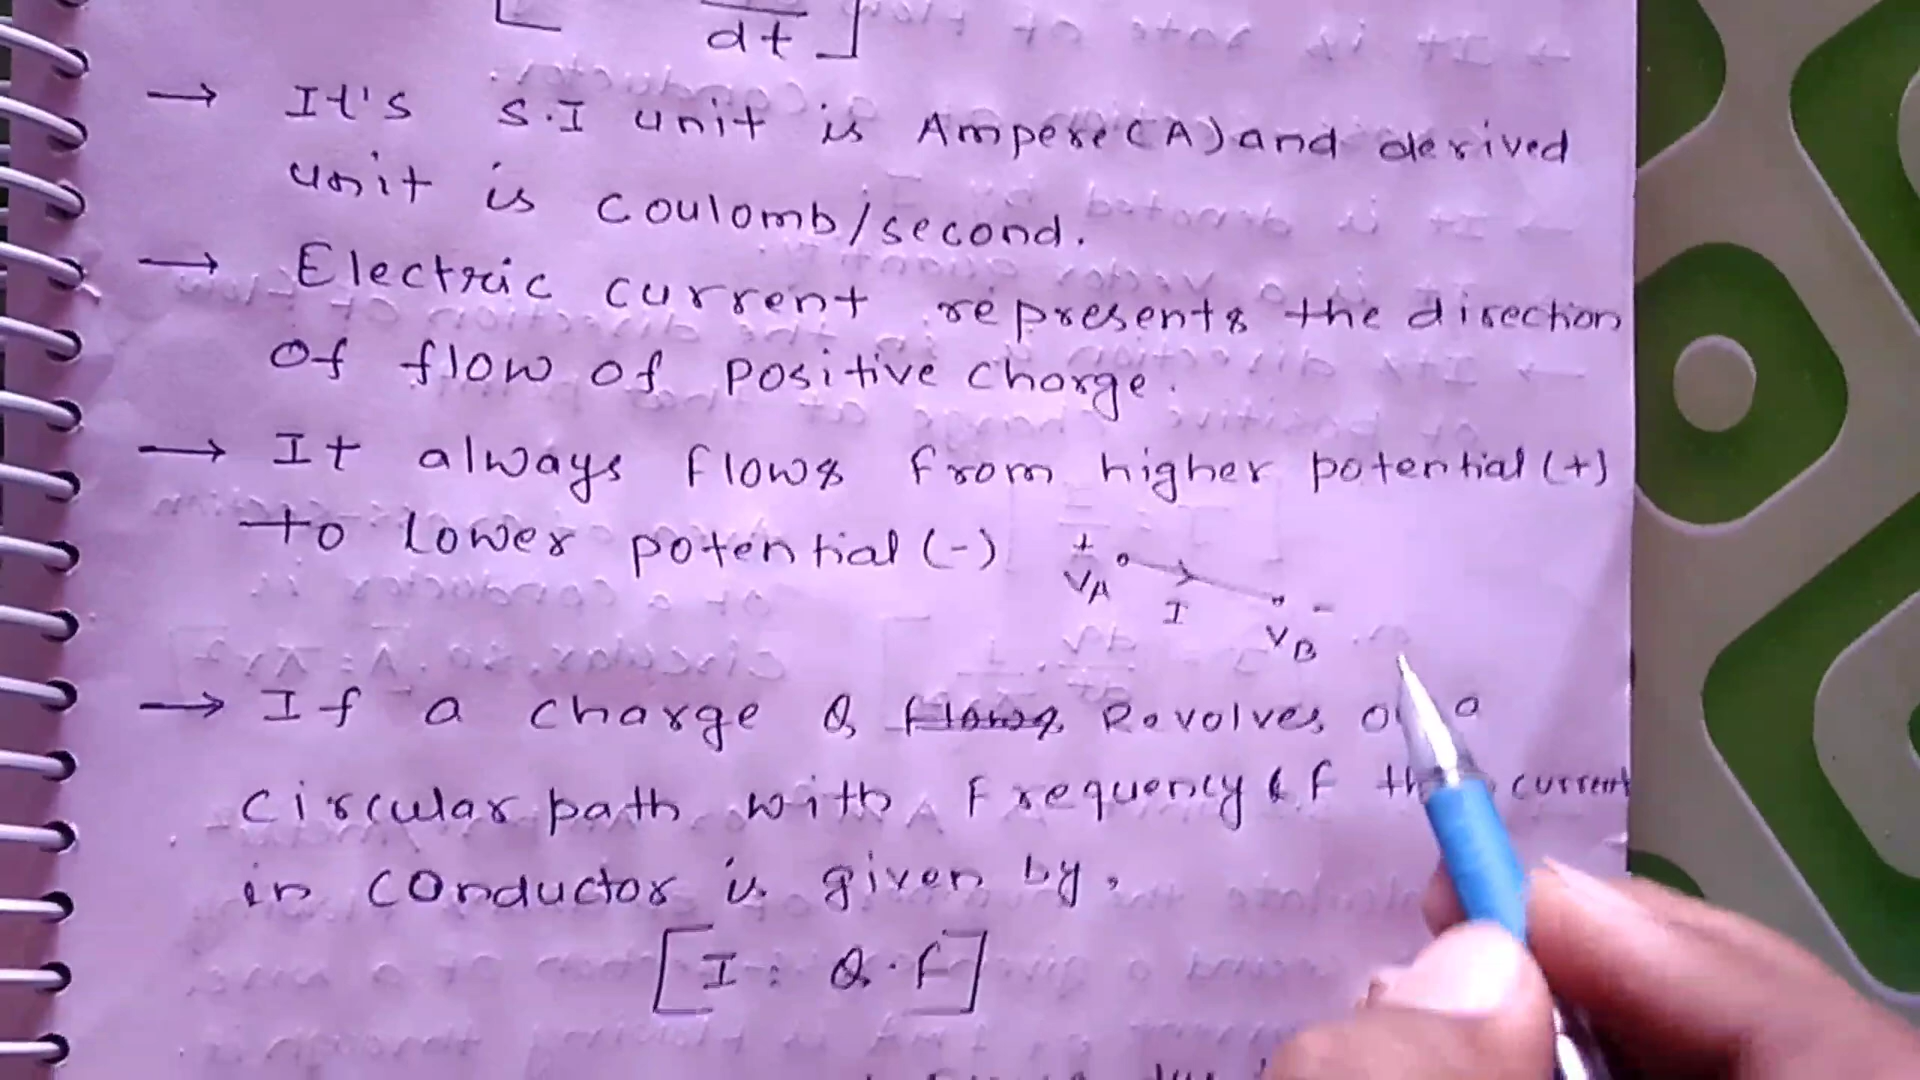 [ dt ]
→ It's S.I unit is Ampere(A) and derived
unit is coulomb/second.
→ Electric current represents the direction
of flow of positive charge.
→ It always flows from higher potential (+)
to lower potential (-)
+ VA I VB -
→ If a charge Q flows Revolves a
circular path with frequency f current
in conductor is given by,
[I = Q.f]